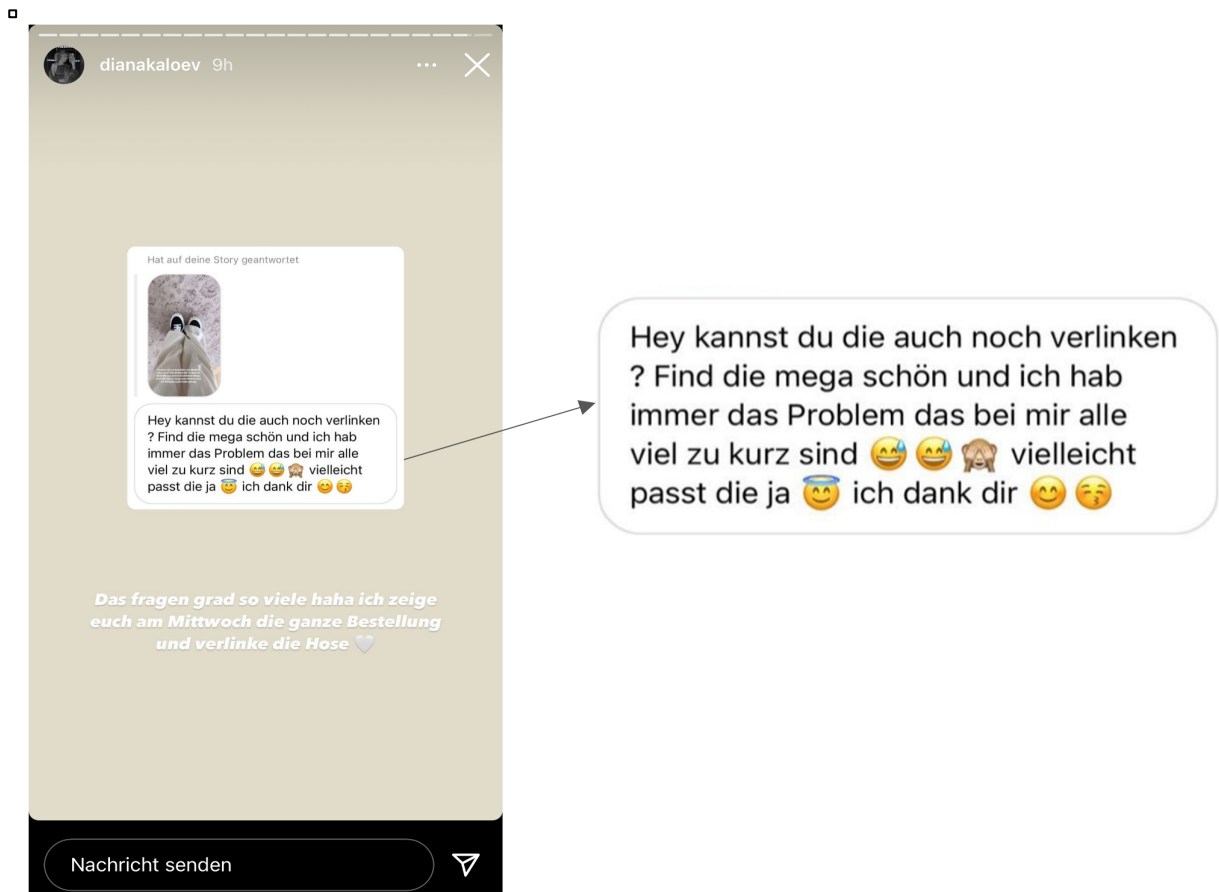 dianakaloev 9h
Hat auf deine Story geantwortet
Hey kannst du die auch noch verlinken
? Find die mega schön und ich hab
immer das Problem das bei mir alle
viel zu kurz sind 😅 😅 🙈 vielleicht
passt die ja 😇 ich dank dir 😊 😚
Das fragen grad so viele haha ich zeige
euch am Mittwoch die ganze Bestellung
und verlinke die Hose 🤍
Nachricht senden
Hey kannst du die auch noch verlinken
? Find die mega schön und ich hab
immer das Problem das bei mir alle
viel zu kurz sind 😅 😅 🙈 vielleicht
passt die ja 😇 ich dank dir 😊 😚